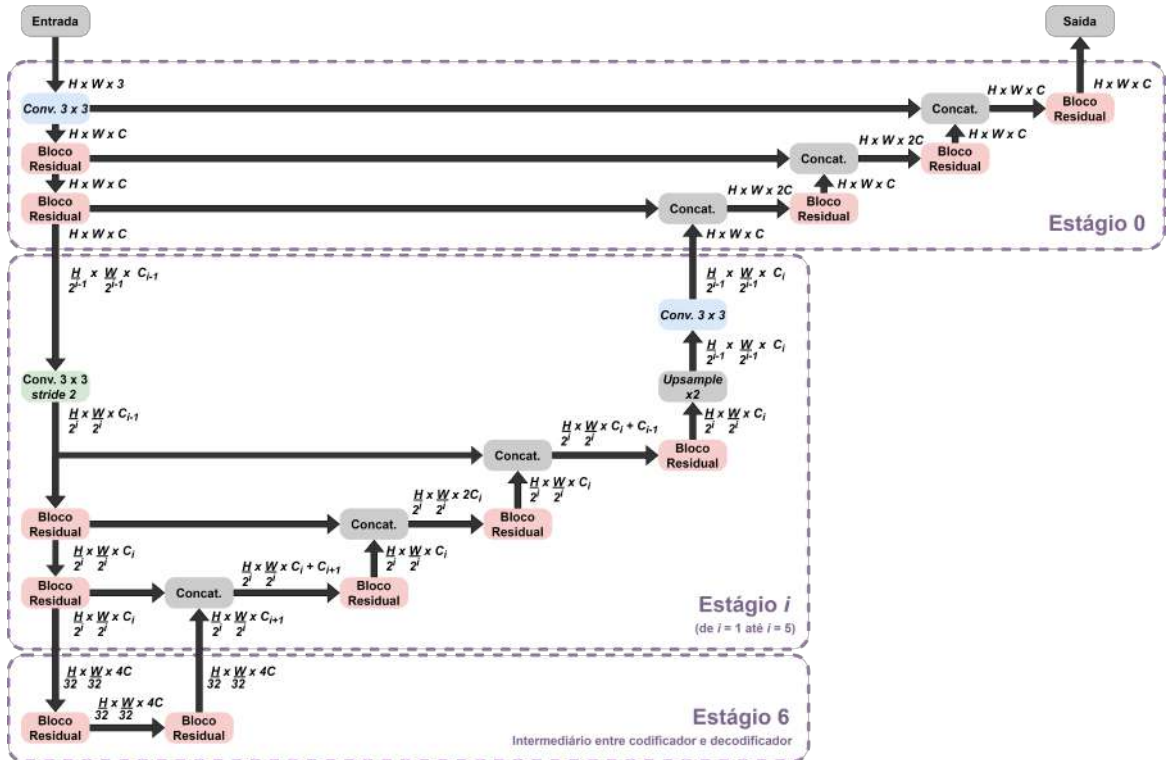 Entrada
Saida
H x W x 3
Conv. 3 x 3
H x W x C
Bloco
Residual
H x W x C
Bloco
Residual
H x W x C
Concat.
H x W x C
Bloco
Residual
H x W x C
Concat.
H x W x 2C
Bloco
Residual
H x W x C
Concat.
H x W x 2C
Bloco
Residual
H x W x C
H x W x C
Estágio 0
H/2^{i-1} x W/2^{i-1} x C_{i-1}
Conv. 3 x 3
stride 2
H/2^i x W/2^i x C_{i-1}
H/2^{i-1} x W/2^{i-1} x C_i
Conv. 3 x 3
H/2^{i-1} x W/2^{i-1} x C_i
Upsample
x2
H/2^i x W/2^i x C_i
Concat.
H/2^i x W/2^i x C_i + C_{i-1}
Bloco
Residual
H/2^i x W/2^i x C_i
Bloco
Residual
H/2^i x W/2^i x C_i
Concat.
H/2^i x W/2^i x 2C_i
Bloco
Residual
H/2^i x W/2^i x C_i
Bloco
Residual
H/2^i x W/2^i x C_i
Concat.
H/2^i x W/2^i x C_i + C_{i+1}
Bloco
Residual
H/2^i x W/2^i x C_{i+1}
Estágio i
(de i = 1 até i = 5)
H/32 x W/32 x 4C
H/32 x W/32 x 4C
Bloco
Residual
H/32 x W/32 x 4C
Bloco
Residual
Estágio 6
Intermediário entre codificador e decodificador